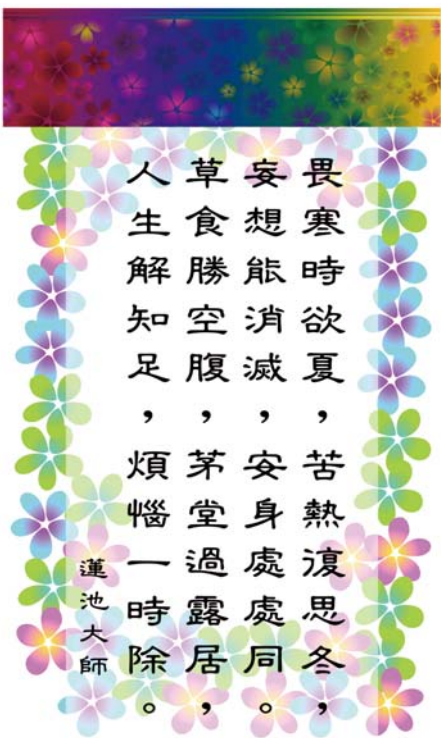 畏寒時欲夏，苦熱復思冬，
妄想能消滅，安身處處同。
草食勝空腹，茅堂過露居，
人生解知足，煩惱一時除。
蓮池大師